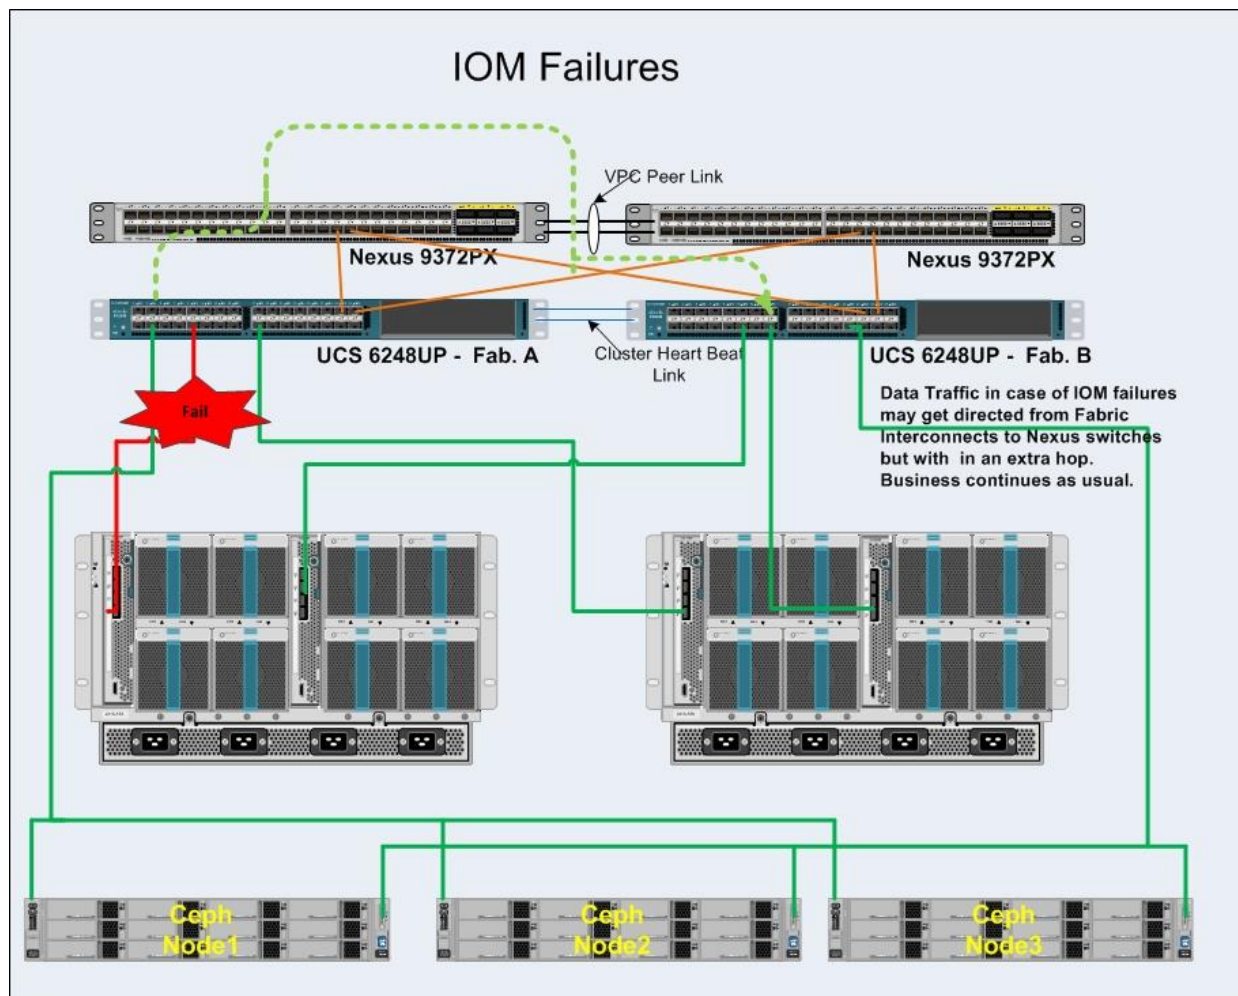 IOM Failures
VPC Peer Link
Nexus 9372PX
Nexus 9372PX
UCS 6248UP - Fab. A
Cluster Heart Beat
Link
UCS 6248UP - Fab. B
Fail
Data Traffic in case of IOM failures
may get directed from Fabric
Interconnects to Nexus switches
but with in an extra hop.
Business continues as usual.
Ceph
Node1
Ceph
Node2
Ceph
Node3